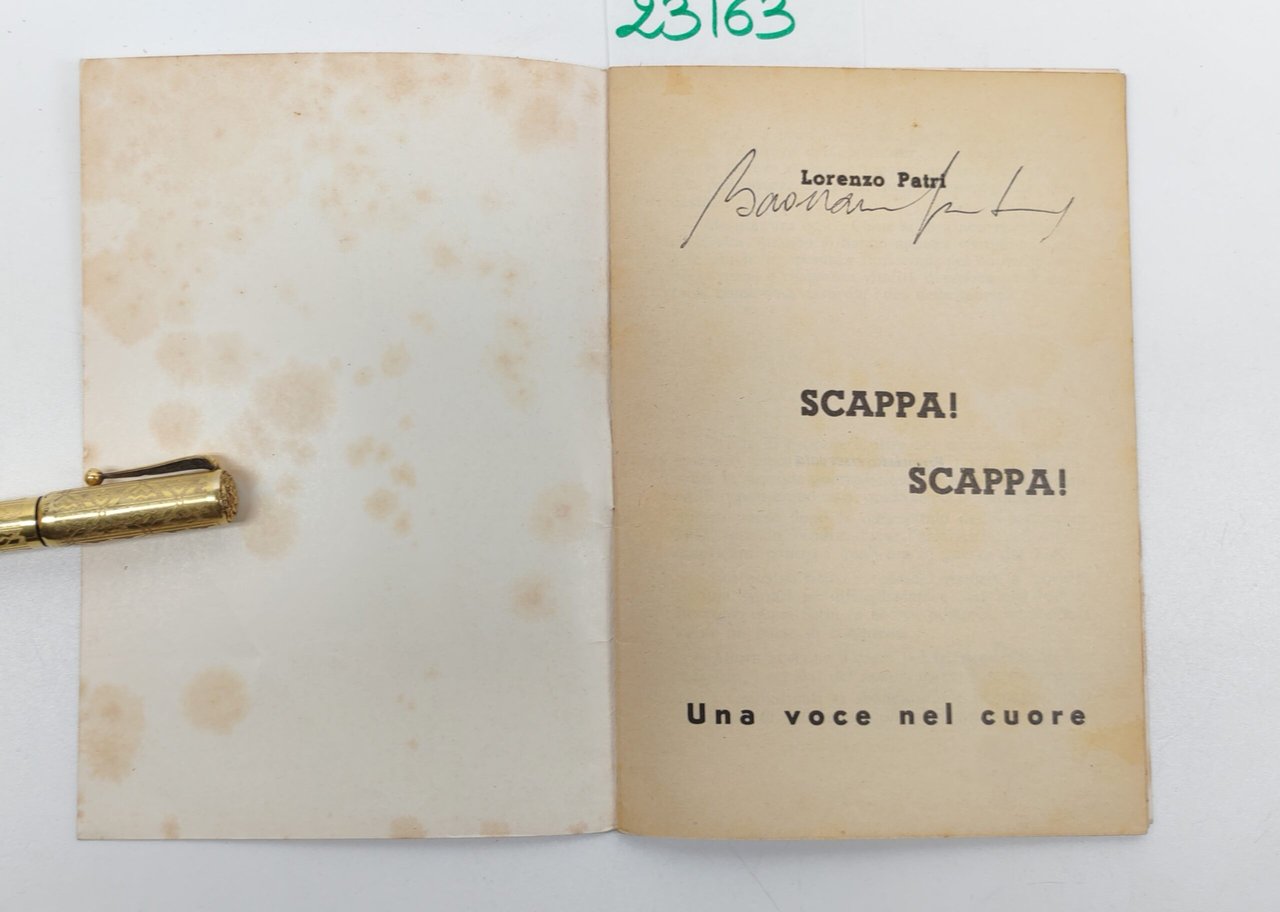 23163
Lorenzo Patri
SCAPPA!
SCAPPA!
Una voce nel cuore